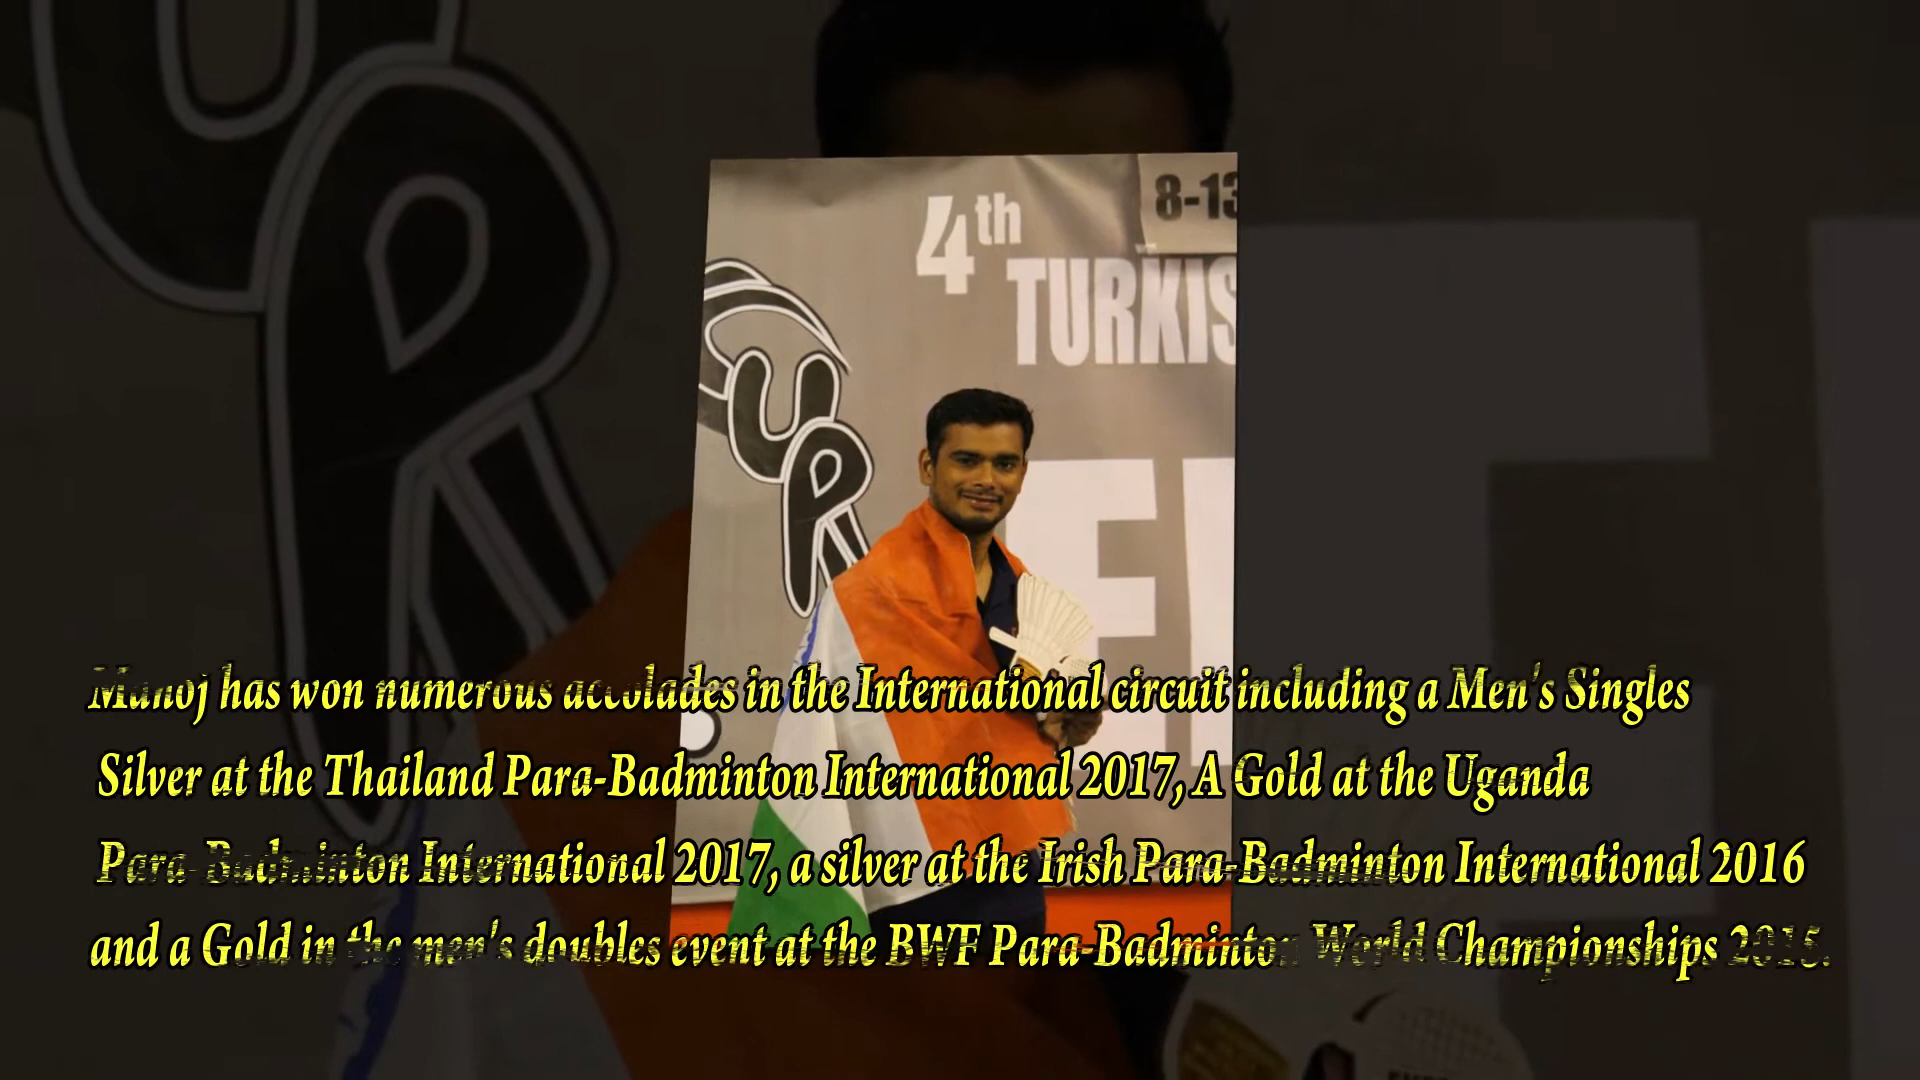 8-13
4th
TURKIS
UR
Manoj has won numerous accolades in the International circuit including a Men's Singles
Silver at the Thailand Para-Badminton International 2017, A Gold at the Uganda
Para-Badminton International 2017, a silver at the Irish Para-Badminton International 2016
and a Gold in the men's doubles event at the BWF Para-Badminton World Championships 2015.